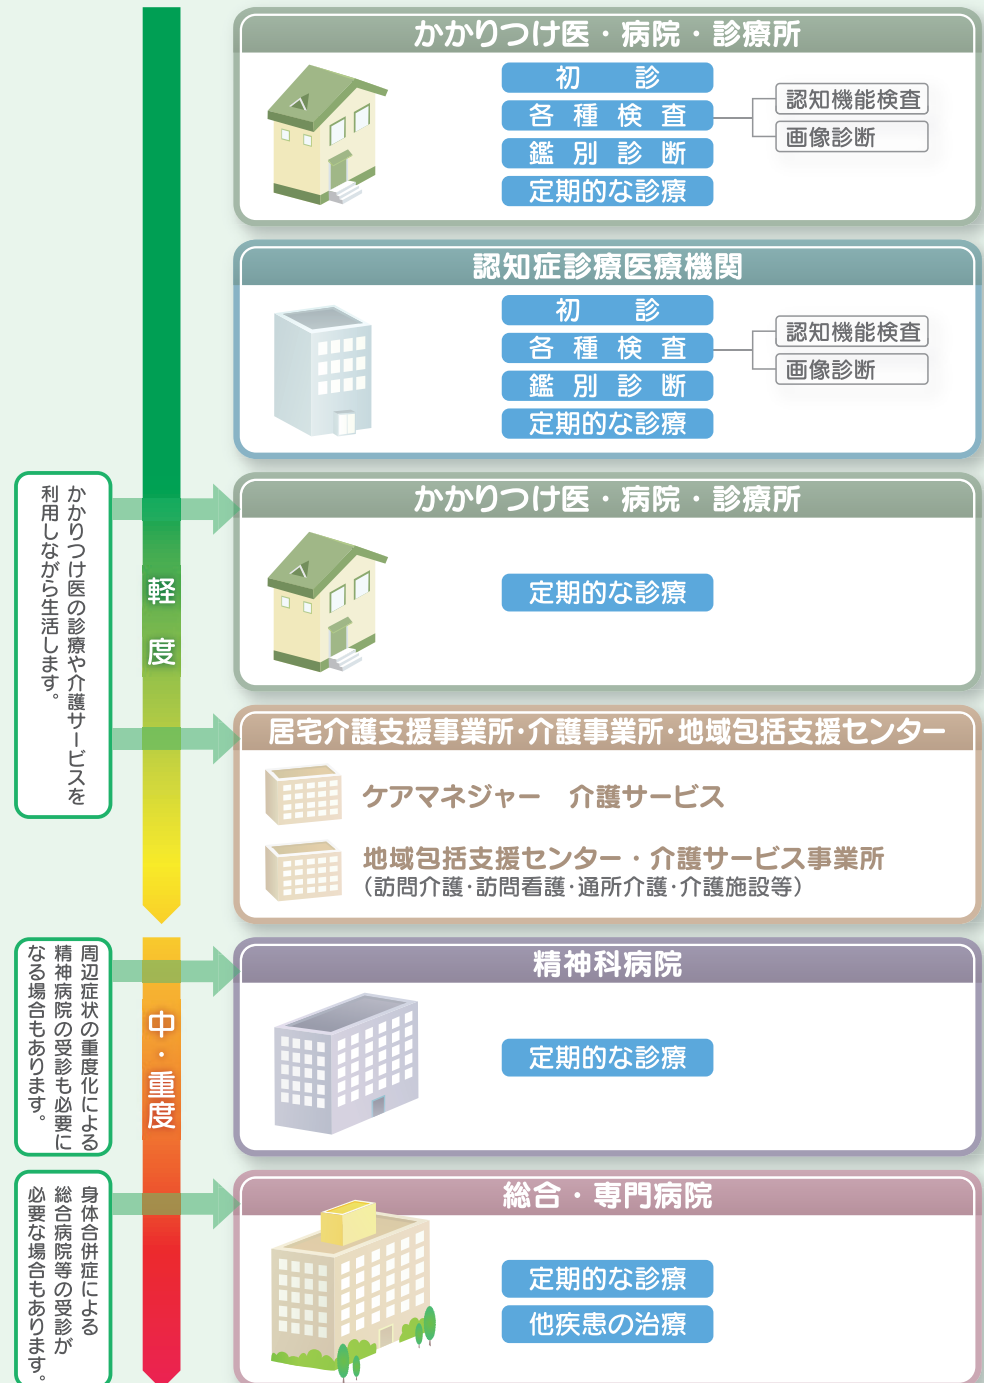 かかりつけ医・病院・診療所
初　診
各種検査
認知機能検査
画像診断
鑑別診断
定期的な診療
認知症診療医療機関
初　診
各種検査
認知機能検査
画像診断
鑑別診断
定期的な診療
かかりつけ医の診療や介護サービスを
利用しながら生活します。
軽度
かかりつけ医・病院・診療所
定期的な診療
居宅介護支援事業所・介護事業所・地域包括支援センター
ケアマネジャー　介護サービス
地域包括支援センター・介護サービス事業所
（訪問介護・訪問看護・通所介護・介護施設等）
周辺症状の重度化による
精神病院の受診も必要に
なる場合もあります。
中・重度
精神科病院
定期的な診療
身体合併症による
総合病院等の受診が
必要な場合もあります。
総合・専門病院
定期的な診療
他疾患の治療